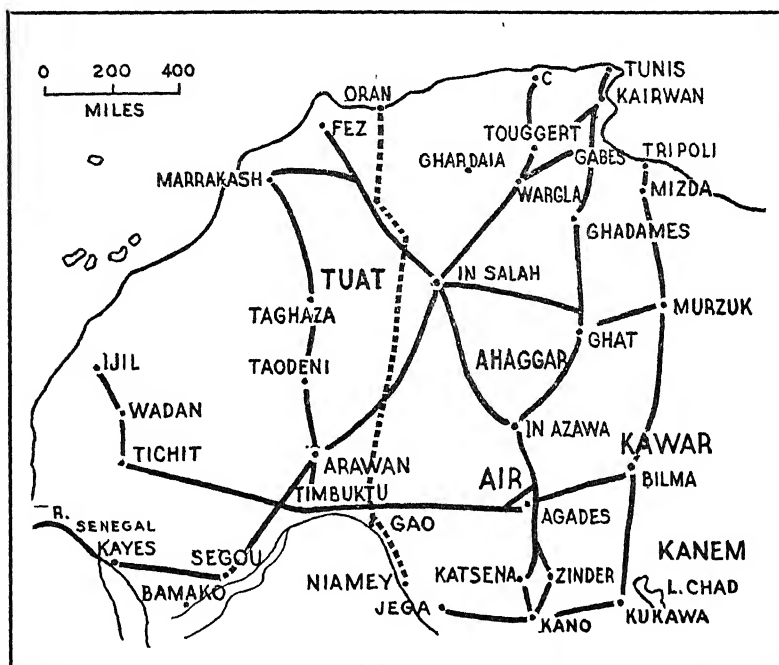 0 200 400
MILES
ORAN
C
TUNIS
KAIRWAN
FEZ
TOUGGERT
GHARDAIA
GABES
TRIPOLI
MARRAKASH
WARGLA
MIZDA
GHADAMES
TUAT
IN SALAH
TAGHAZA
MURZUK
GHAT
IJIL
TAODENI
AHAGGAR
WADAN
IN AZAWA
TICHIT
ARAWAN
KAWAR
AIR
BILMA
TIMBUKTU
R.
SENEGAL
GAO
AGADES
KAYES
SEGOU
KANEM
BAMAKO
NIAMEY
KATSENA
ZINDER
L. CHAD
JEGA
KANO
KUKAWA